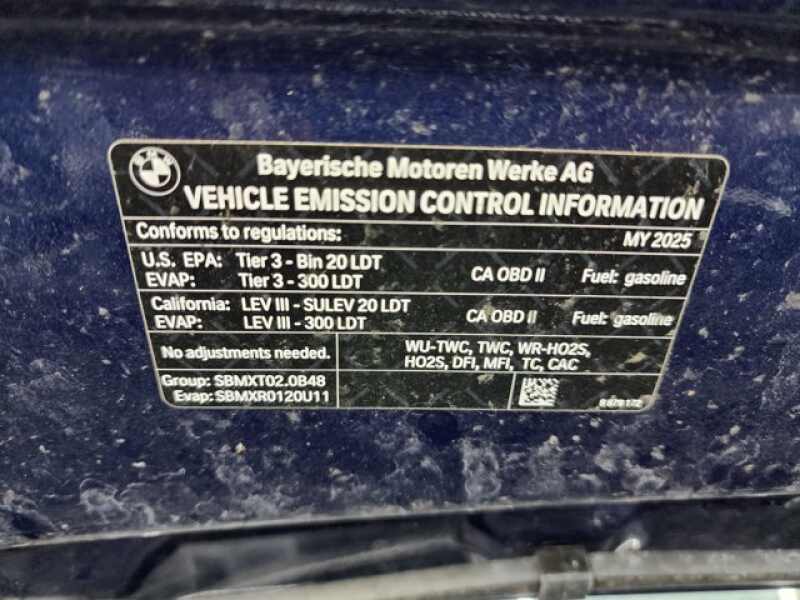 BMW
Bayerische Motoren Werke AG
VEHICLE EMISSION CONTROL INFORMATION
Conforms to regulations: MY 2025
U.S. EPA: Tier 3 - Bin 20 LDT
EVAP: Tier 3 - 300 LDT
CA OBD II Fuel: gasoline
California: LEV III - SULEV 20 LDT
EVAP: LEV III - 300 LDT
CA OBD II Fuel: gasoline
No adjustments needed.
WU-TWC, TWC, WR-HO2S,
HO2S, DFI, MFI, TC, CAC
Group: SBMXT02.0B48
Evap: SBMXR0120U11